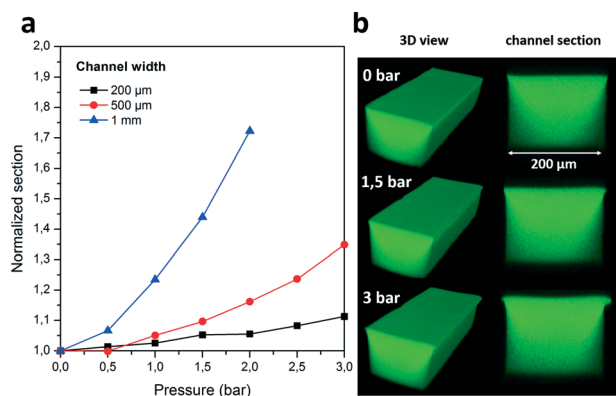 a
Channel width
200 µm
500 µm
1 mm
Normalized section
2,0
1,9
1,8
1,7
1,6
1,5
1,4
1,3
1,2
1,1
1,0
0,0 0,5 1,0 1,5 2,0 2,5 3,0
Pressure (bar)
b
3D view channel section
0 bar
200 µm
1,5 bar
3 bar